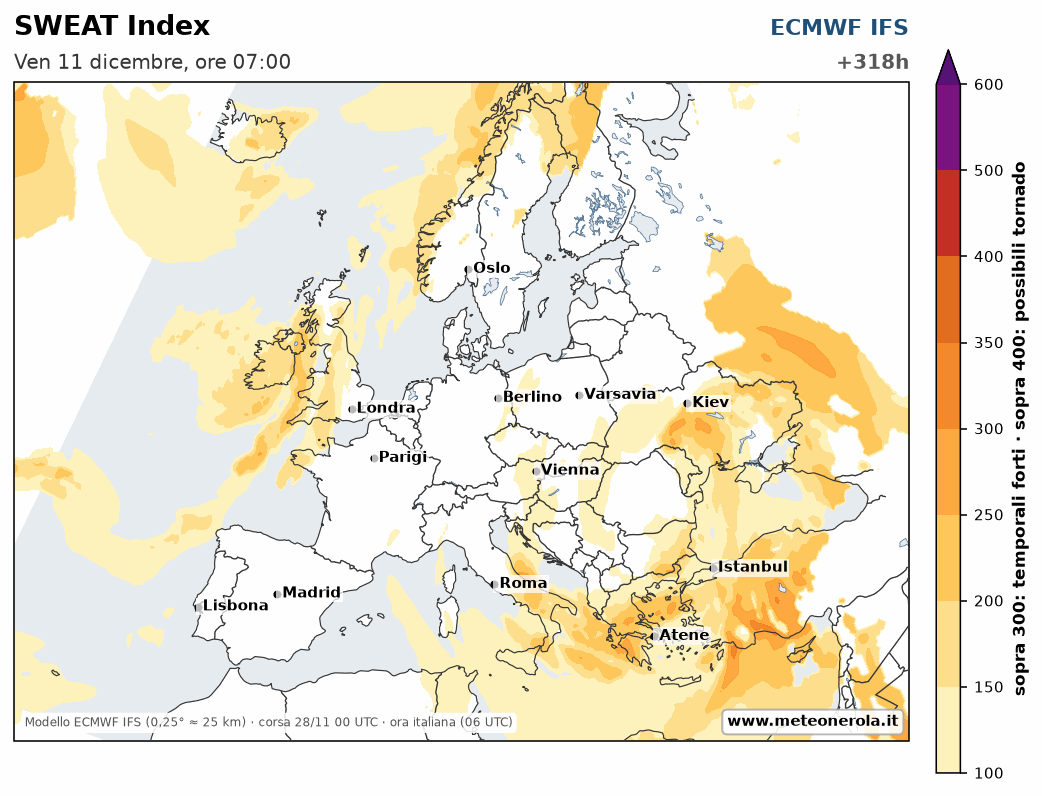 SWEAT Index
ECMWF IFS
Ven 11 dicembre, ore 07:00
+318h
Oslo
Berlino
Varsavia
Kiev
Londra
Parigi
Vienna
Istanbul
Roma
Madrid
Lisbona
Atene
Modello ECMWF IFS (0,25° ≈ 25 km) · corsa 28/11 00 UTC · ora italiana (06 UTC)
www.meteonerola.it
600
500
400
350
300
250
200
150
100
sopra 300: temporali forti · sopra 400: possibili tornado